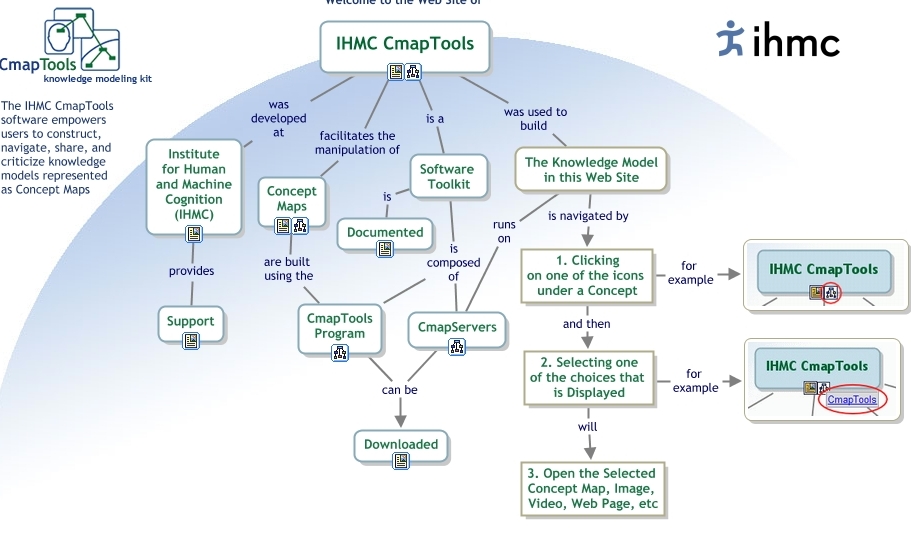 Welcome to the Web Site of
IHMC CmapTools
ihmc
CmapTools
knowledge modeling kit
The IHMC CmapTools
software empowers
users to construct,
navigate, share, and
criticize knowledge
models represented
as Concept Maps
was
developed
at
facilitates the
manipulation of
is a
was used to
build
Institute
for Human
and Machine
Cognition
(IHMC)
Concept
Maps
Software
Toolkit
The Knowledge Model
in this Web Site
is
Documented
provides
Support
are built
using the
is
composed
of
runs
on
is navigated by
CmapTools
Program
CmapServers
can be
Downloaded
1. Clicking
on one of the icons
under a Concept
for
example
IHMC CmapTools
and then
2. Selecting one
of the choices that
is Displayed
for
example
IHMC CmapTools
CmapTools
will
3. Open the Selected
Concept Map, Image,
Video, Web Page, etc